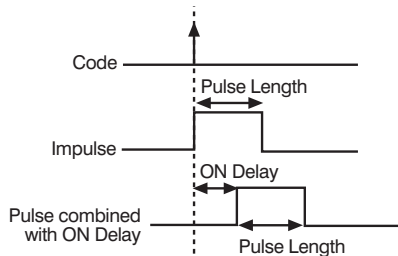 Code
Pulse Length
Impulse
ON Delay
Pulse combined
with ON Delay
Pulse Length